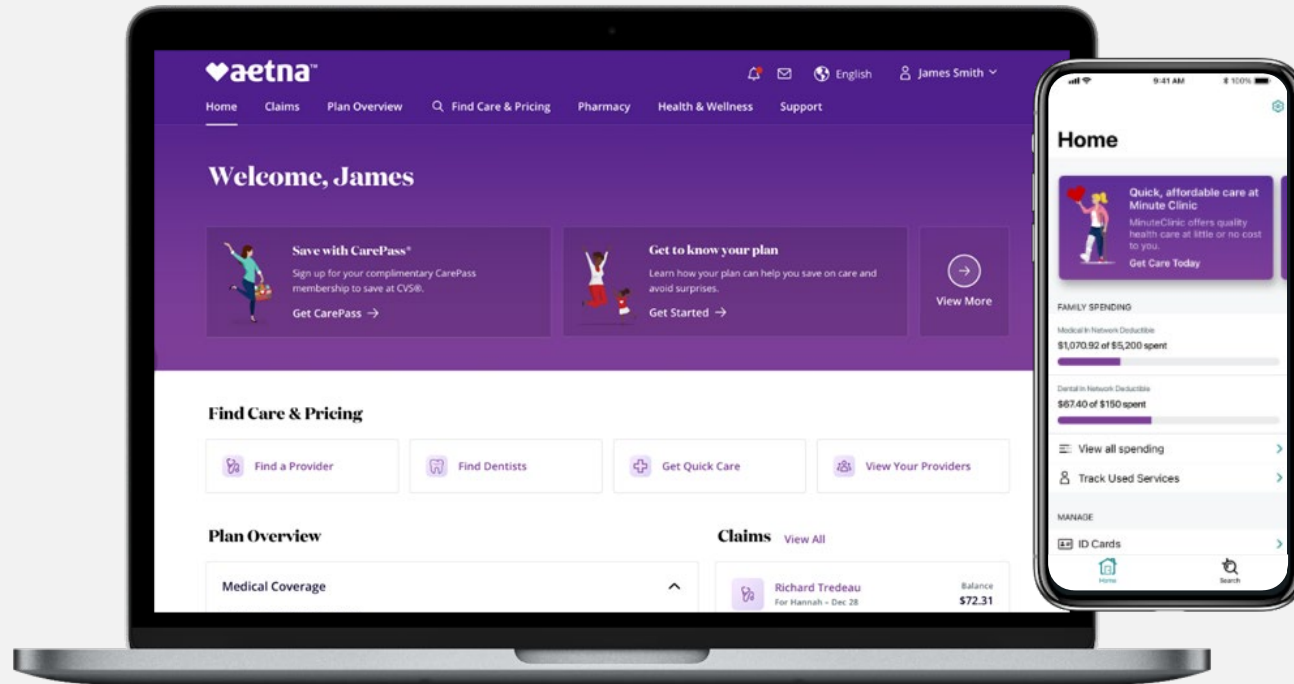 aetna™
English
James Smith
Home Claims Plan Overview Find Care & Pricing Pharmacy Health & Wellness Support
Welcome, James
Save with CarePass®
Sign up for your complimentary CarePass
membership to save at CVS®.
Get CarePass →
Get to know your plan
Learn how your plan can help you save on care and
avoid surprises.
Get Started →
View More
Find Care & Pricing
Find a Provider
Find Dentists
Get Quick Care
View Your Providers
Plan Overview
Medical Coverage
Claims View All
Richard Tredeau
For Hannah – Dec 28
Balance
$72.31
9:41 AM
100%
Home
Quick, affordable care at
Minute Clinic
MinuteClinic offers quality
health care at little or no cost
to you.
Get Care Today
FAMILY SPENDING
Medical In Network Deductible
$1,070.92 of $5,200 spent
Dental In Network Deductible
$67.40 of $150 spent
View all spending
Track Used Services
MANAGE
ID Cards
Home
Search